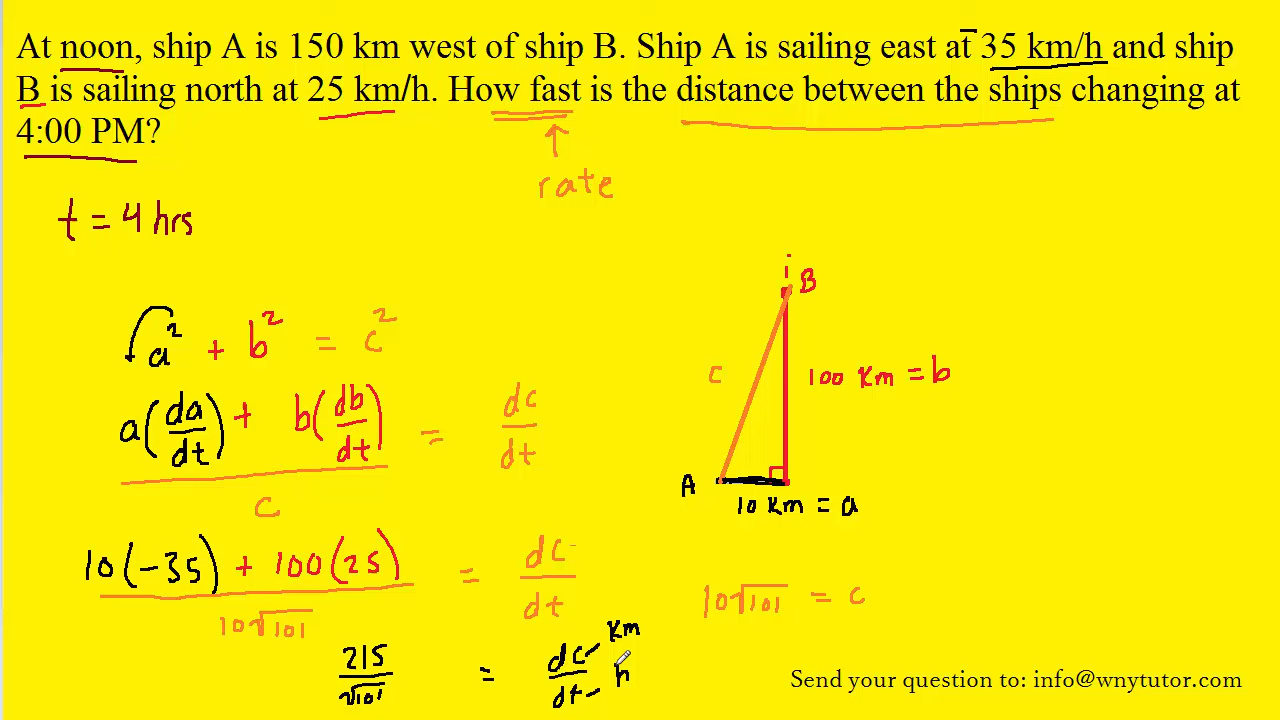 At noon, ship A is 150 km west of ship B. Ship A is sailing east at 35 km/h and ship
B is sailing north at 25 km/h. How fast is the distance between the ships changing at
4:00 PM?
rate
t = 4 hrs
a² + b² = c²
a(da/dt) + b(db/dt) / c = dc/dt
10(-35) + 100(25) / 10√101 = dc/dt
215/√101 = dc/dt km/h
B
c
100 km = b
A
10 km = a
10√101 = c
Send your question to: info@wnytutor.com